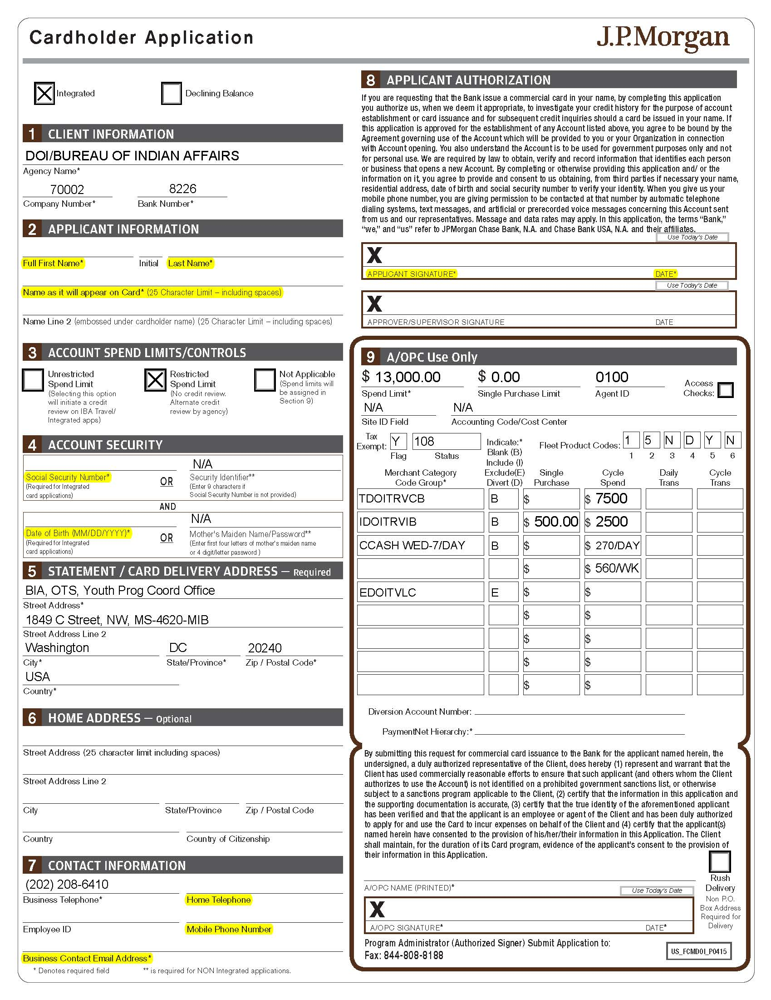 Cardholder Application
J.P.Morgan
Integrated
Declining Balance
1 CLIENT INFORMATION
DOI/BUREAU OF INDIAN AFFAIRS
Agency Name*
70002 8226
Company Number* Bank Number*
2 APPLICANT INFORMATION
Full First Name* Initial Last Name*
Name as it will appear on Card* (25 Character Limit – including spaces)
Name Line 2 (embossed under cardholder name) (25 Character Limit – including spaces)
3 ACCOUNT SPEND LIMITS/CONTROLS
Unrestricted
Spend Limit
(Selecting this option
will initiate a credit
review on IBA Travel/
Integrated apps)
Restricted
Spend Limit
(No credit review.
Alternate credit
review by agency)
Not Applicable
(Spend limits will
be assigned in
Section 9)
4 ACCOUNT SECURITY
Social Security Number*
(Required for Integrated
card applications)
OR
N/A
Security Identifier**
(Enter 9 characters if
Social Security Number is not provided)
AND
Date of Birth (MM/DD/YYYY)*
(Required for Integrated
card applications)
OR
N/A
Mother's Maiden Name/Password**
(Enter first four letters of mother's maiden name
or 4 digit/letter password )
5 STATEMENT / CARD DELIVERY ADDRESS — Required
BIA, OTS, Youth Prog Coord Office
Street Address*
1849 C Street, NW, MS-4620-MIB
Street Address Line 2
Washington DC 20240
City* State/Province* Zip / Postal Code*
USA
Country*
6 HOME ADDRESS — Optional
Street Address (25 character limit including spaces)
Street Address Line 2
City State/Province Zip / Postal Code
Country Country of Citizenship
7 CONTACT INFORMATION
(202) 208-6410
Business Telephone* Home Telephone
Employee ID Mobile Phone Number
Business Contact Email Address*
* Denotes required field ** is required for NON Integrated applications.
8 APPLICANT AUTHORIZATION
If you are requesting that the Bank issue a commercial card in your name, by completing this application
you authorize us, when we deem it appropriate, to investigate your credit history for the purpose of account
establishment or card issuance and for subsequent credit inquiries should a card be issued in your name. If
this application is approved for the establishment of any Account listed above, you agree to be bound by the
Agreement governing use of the Account which will be provided to you or your Organization in connection
with Account opening. You also understand the Account is to be used for government purposes only and not
for personal use. We are required by law to obtain, verify and record information that identifies each person
or business that opens a new Account. By completing or otherwise providing this application and/ or the
information on it, you agree to provide and consent to us obtaining, from third parties if necessary your name,
residential address, date of birth and social security number to verify your identity. When you give us your
mobile phone number, you are giving permission to be contacted at that number by automatic telephone
dialing systems, text messages, and artificial or prerecorded voice messages concerning this Account sent
from us and our representatives. Message and data rates may apply. In this application, the terms “Bank,”
“we,” and “us” refer to JPMorgan Chase Bank, N.A. and Chase Bank USA, N.A. and their affiliates.
Use Today's Date
X
APPLICANT SIGNATURE* DATE*
Use Today's Date
X
APPROVER/SUPERVISOR SIGNATURE DATE
9 A/OPC Use Only
$ 13,000.00 $ 0.00 0100
Spend Limit* Single Purchase Limit Agent ID
Access
Checks:
N/A N/A
Site ID Field Accounting Code/Cost Center
Tax
Exempt: Y 108
Flag Status
Indicate:*
Blank (B)
Include (I)
Exclude(E)
Divert (D)
Fleet Product Codes: 1 5 N D Y N
1 2 3 4 5 6
Merchant Category
Code Group*
Single
Purchase
Cycle
Spend
Daily
Trans
Cycle
Trans
TDOITRVCB B $ $ 7500
IDOITRVIB B $ 500.00 $ 2500
CCASH WED-7/DAY B $ $ 270/DAY
$ $ 560/WK
EDOITVLC E $ $
$ $
$ $
$ $
$ $
Diversion Account Number:
PaymentNet Hierarchy:*
By submitting this request for commercial card issuance to the Bank for the applicant named herein, the
undersigned, a duly authorized representative of the Client, does hereby (1) represent and warrant that the
Client has used commercially reasonable efforts to ensure that such applicant (and others whom the Client
authorizes to use the Account) is not identified on a prohibited government sanctions list, or otherwise
subject to a sanctions program applicable to the Client, (2) certify that the information in this application and
the supporting documentation is accurate, (3) certify that the true identity of the aforementioned applicant
has been verified and that the applicant is an employee or agent of the Client and has been duly authorized
to apply for and use the Card to incur expenses on behalf of the Client and (4) certify that the applicant(s)
named herein have consented to the provision of his/her/their information in this Application. The Client
shall maintain, for the duration of its Card program, evidence of the applicant's consent to the provision of
their information in this Application.
A/OPC NAME (PRINTED)*
Use Today's Date
X
A/OPC SIGNATURE* DATE*
Rush
Delivery
Non P.O.
Box Address
Required for
Delivery
Program Administrator (Authorized Signer) Submit Application to:
Fax: 844-808-8188
US_FCMDOI_P0415